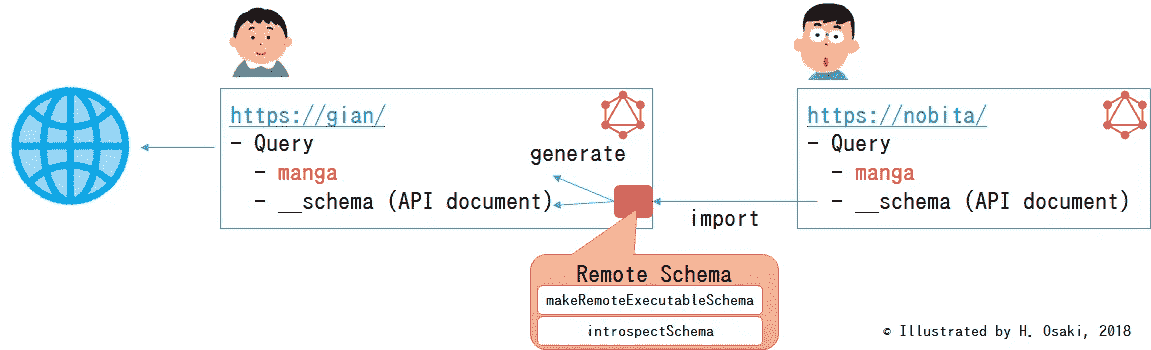 https://gian/
- Query
- manga
- __schema (API document)
generate
import
https://nobita/
- Query
- manga
- __schema (API document)
Remote Schema
makeRemoteExecutableSchema
introspectSchema
© Illustrated by H. Osaki, 2018